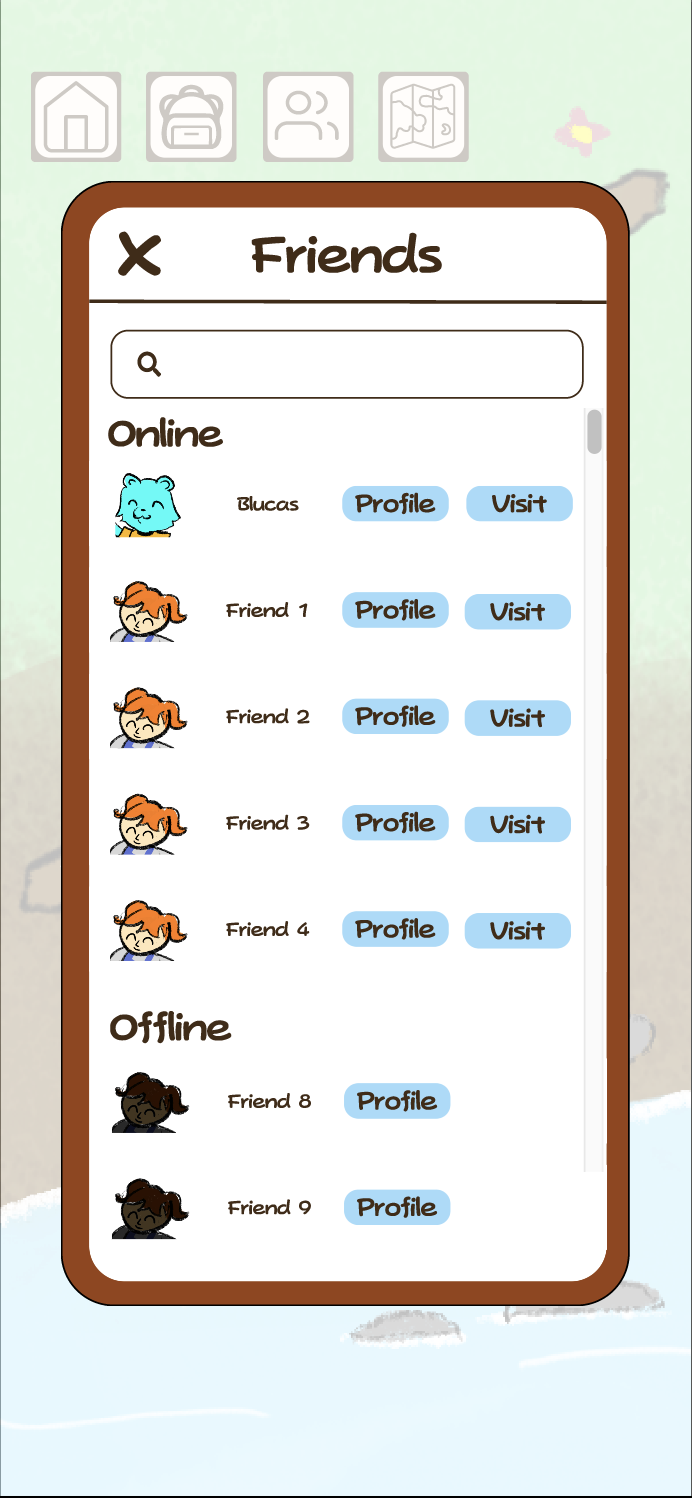 Friends
Online
Blucas Profile Visit
Friend 1 Profile Visit
Friend 2 Profile Visit
Friend 3 Profile Visit
Friend 4 Profile Visit
Offline
Friend 8 Profile
Friend 9 Profile